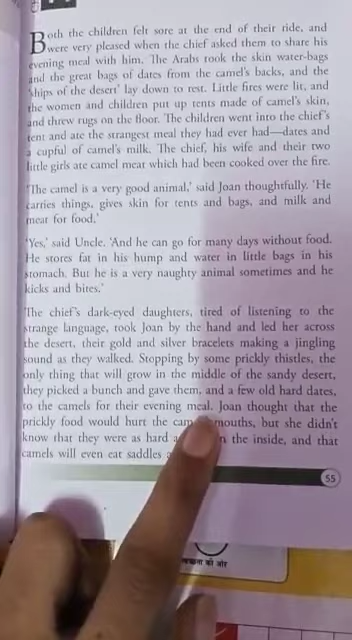 Both the children felt sore at the end of their ride, and
were very pleased when the chief asked them to share his
evening meal with him. The Arabs took the skin water-bags
and the great bags of dates from the camel's backs, and the
'ships of the desert' lay down to rest. Little fires were lit, and
the women and children put up tents made of camel's skin,
and threw rugs on the floor. The children went into the chief's
tent and ate the strangest meal they had ever had—dates and
a cupful of camel's milk. The chief, his wife and their two
little girls ate camel meat which had been cooked over the fire.
'The camel is a very good animal,' said Joan thoughtfully. 'He
carries things, gives skin for tents and bags, and milk and
meat for food.'
'Yes,' said Uncle. 'And he can go for many days without food.
He stores fat in his hump and water in little bags in his
stomach. But he is a very naughty animal sometimes and he
kicks and bites.'
The chief's dark-eyed daughters, tired of listening to the
strange language, took Joan by the hand and led her across
the desert, their gold and silver bracelets making a jingling
sound as they walked. Stopping by some prickly thistles, the
only thing that will grow in the middle of the sandy desert,
they picked a bunch and gave them, and a few old hard dates,
to the camels for their evening meal. Joan thought that the
prickly food would hurt the mouths, but she didn't
know that they were as hard the inside, and that
camels will even eat saddles
55
की ओर